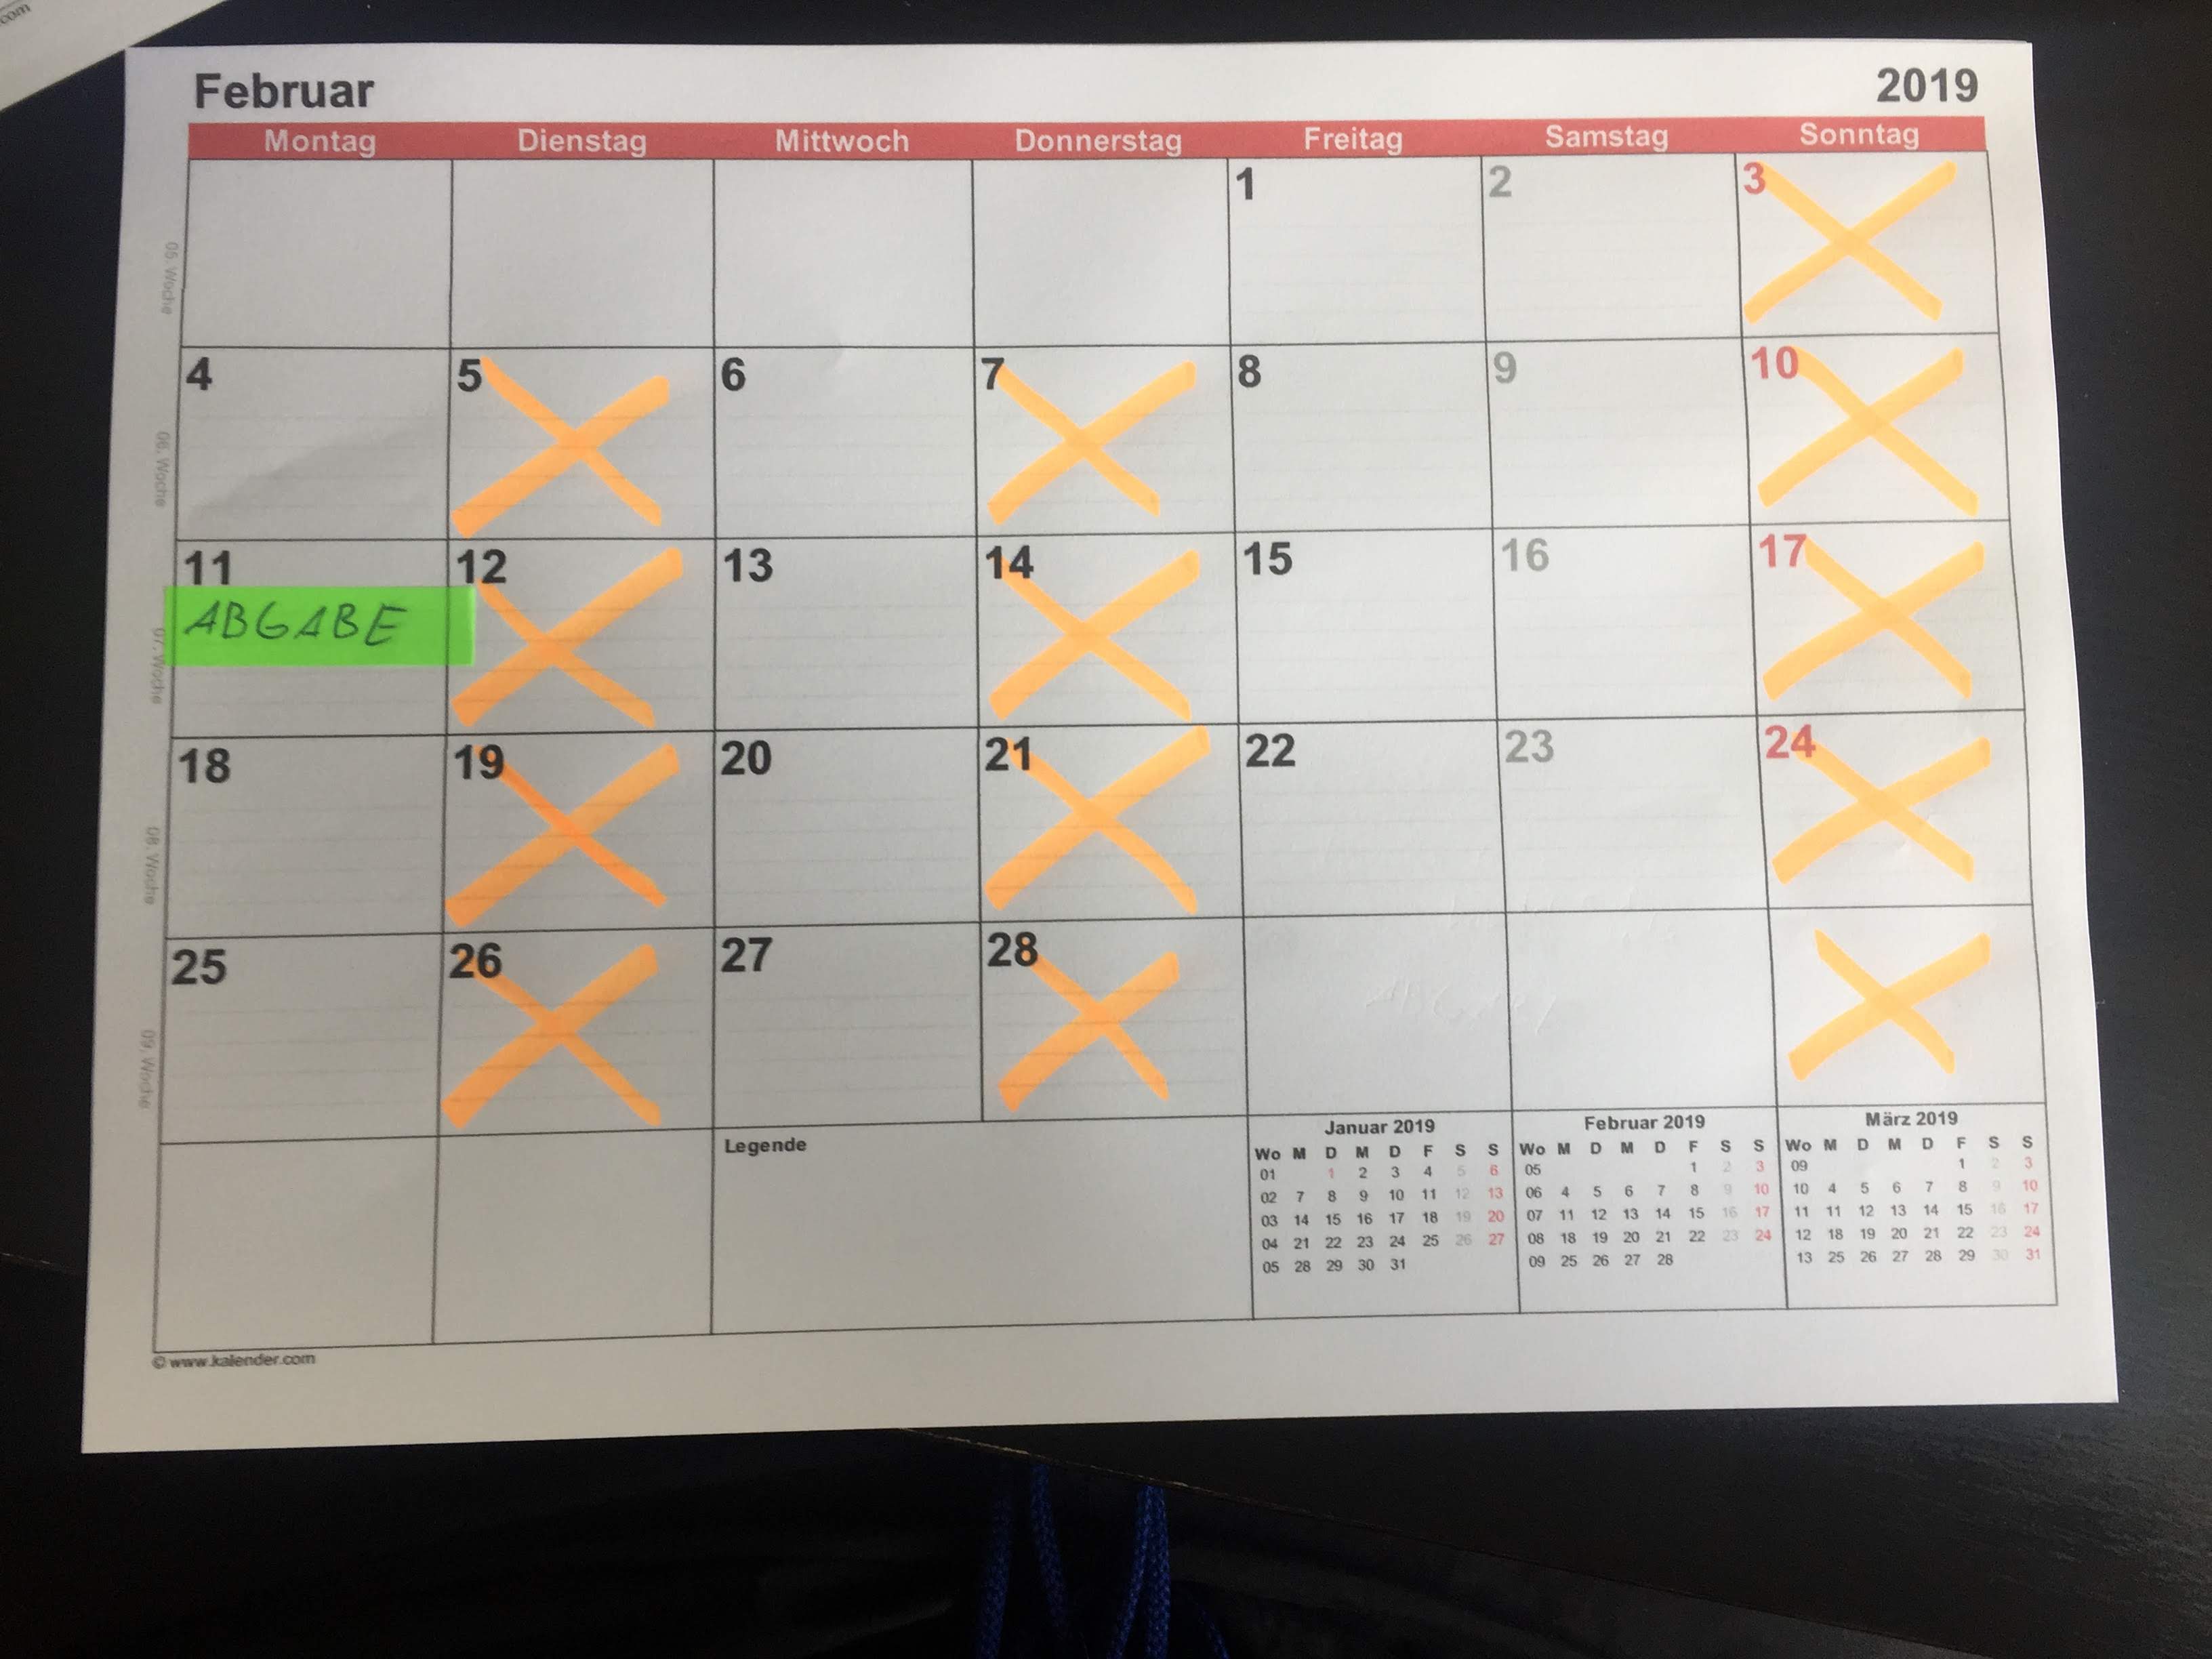 .com
Februar 2019
Montag Dienstag Mittwoch Donnerstag Freitag Samstag Sonntag
05. Woche
1 2 3
06. Woche
4 5 6 7 8 9 10
07. Woche
11 12 13 14 15 16 17
ABGABE
08. Woche
18 19 20 21 22 23 24
09. Woche
25 26 27 28
Legende
Januar 2019
Wo M D M D F S S
01 1 2 3 4 5 6
02 7 8 9 10 11 12 13
03 14 15 16 17 18 19 20
04 21 22 23 24 25 26 27
05 28 29 30 31
Februar 2019
Wo M D M D F S S
05 1 2 3
06 4 5 6 7 8 9 10
07 11 12 13 14 15 16 17
08 18 19 20 21 22 23 24
09 25 26 27 28
März 2019
Wo M D M D F S S
09 1 2 3
10 4 5 6 7 8 9 10
11 11 12 13 14 15 16 17
12 18 19 20 21 22 23 24
13 25 26 27 28 29 30 31
© www.kalender.com